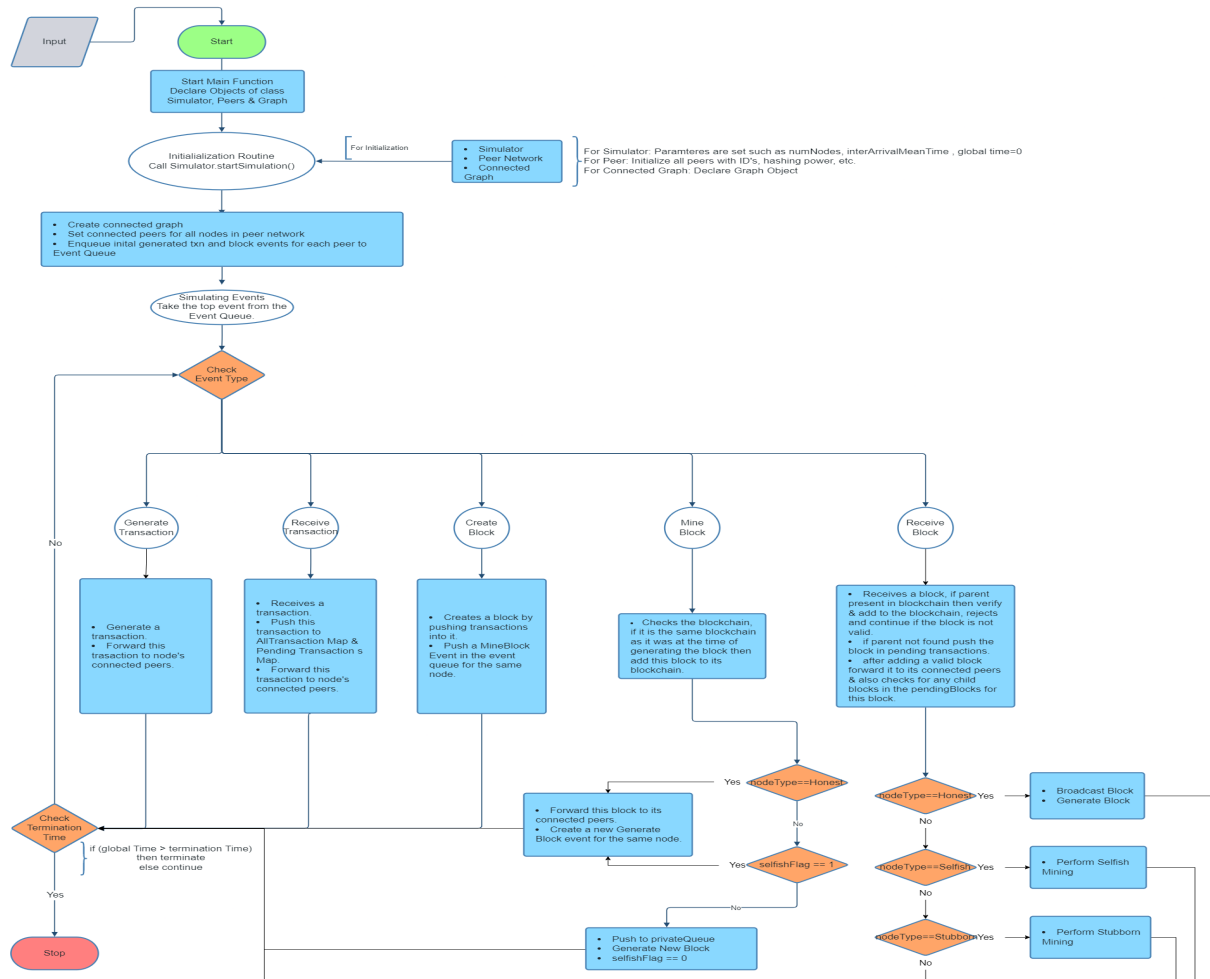 Input
Start
Start Main Function
Declare Objects of class
Simulator, Peers & Graph
Initialialization Routine
Call Simulator.startSimulation()
For Initialization
• Simulator
• Peer Network
• Connected
Graph
For Simulator: Paramteres are set such as numNodes, interArrivalMeanTime , global time=0
For Peer: Initialize all peers with ID's, hashing power, etc.
For Connected Graph: Declare Graph Object
• Create connected graph
• Set connected peers for all nodes in peer network
• Enqueue inital generated txn and block events for each peer to
Event Queue
Simulating Events
Take the top event from the
Event Queue.
Check
Event Type
No
Generate
Transaction
Receive
Transaction
Create
Block
Mine
Block
Receive
Block
• Generate a
transaction.
• Forward this
trasaction to node's
connected peers.
• Receives a
transaction.
• Push this
transaction to
AllTransaction Map &
Pending Transaction s
Map.
• Forward this
trasaction to node's
connected peers.
• Creates a block by
pushing transactions
into it.
• Push a MineBlock
Event in the event
queue for the same
node.
• Checks the blockchain,
if it is the same blockchain
as it was at the time of
generating the block then
add this block to its
blockchain.
• Receives a block, if parent
present in blockchain then verify
& add to the blockchain, rejects
and continue if the block is not
valid.
• if parent not found push the
block in pending transactions.
• after adding a valid block
forward it to its connected peers
& also checks for any child
blocks in the pendingBlocks for
this block.
Yes
nodeType==Honest
No
Yes
selfishFlag == 1
No
• Forward this block to its
connected peers.
• Create a new Generate
Block event for the same node.
• Push to privateQueue
• Generate New Block
• selfishFlag == 0
nodeType==Honest
Yes
• Broadcast Block
• Generate Block
No
nodeType==Selfish
Yes
• Perform Selfish
Mining
No
nodeType==Stubborn
Yes
• Perform Stubborn
Mining
No
Check
Termination
Time
if (global Time > termination Time)
then terminate
else continue
Yes
Stop